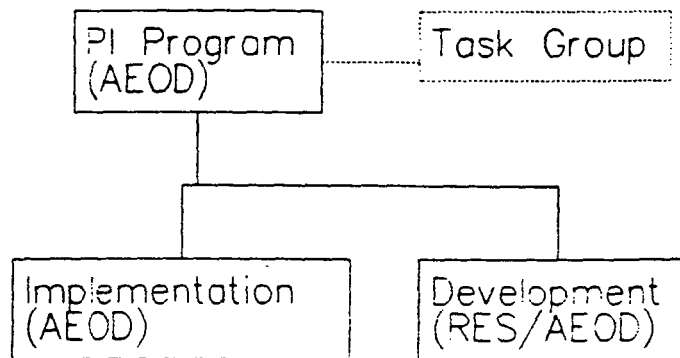 PI Program
(AEOD)
Task Group
Implementation
(AEOD)
Development
(RES/AEOD)